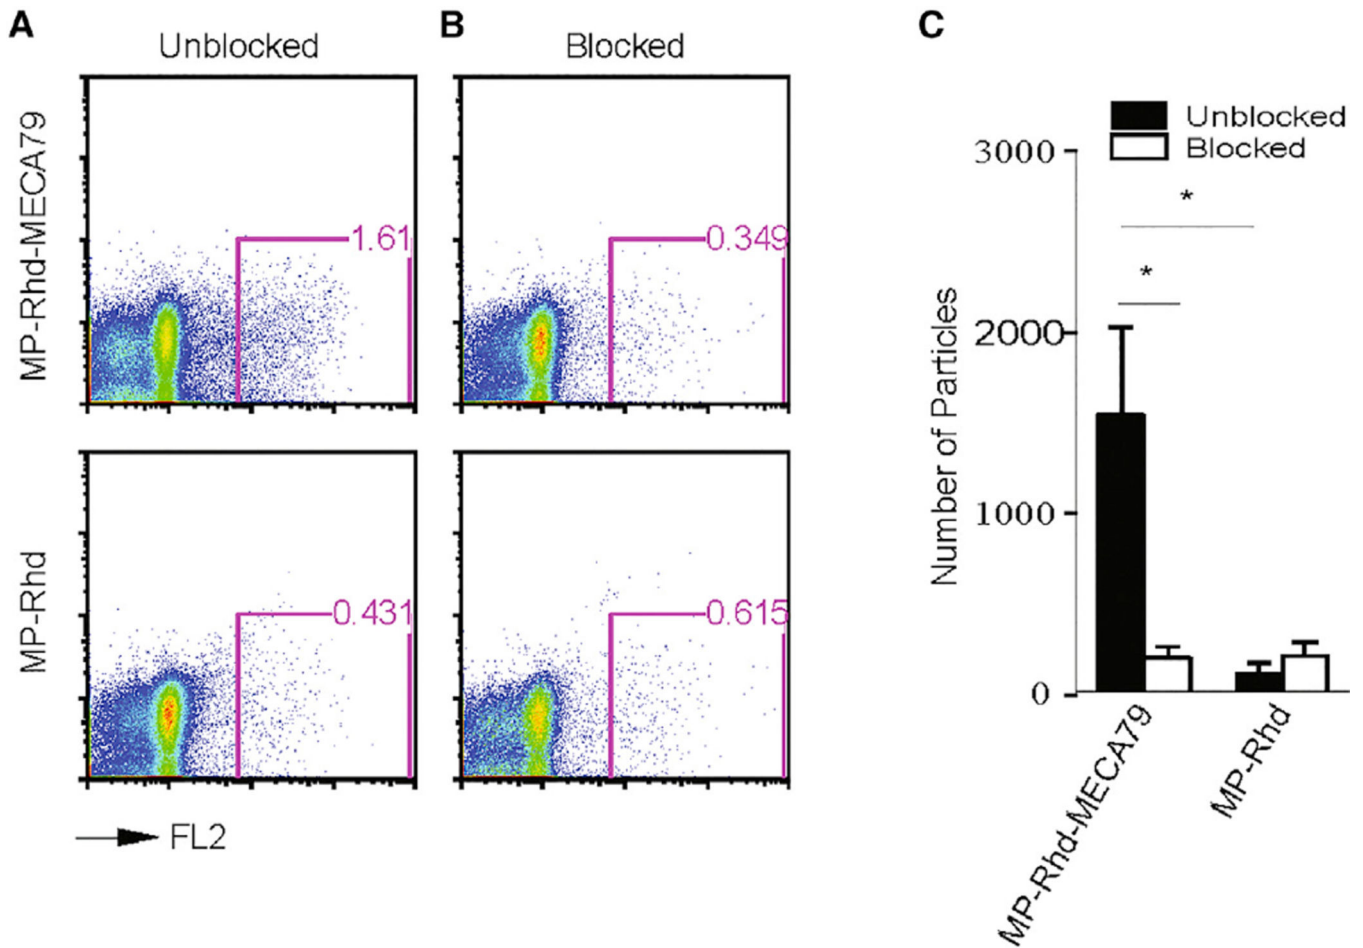 A
B
C
Unblocked
Blocked
MP-Rhd-MECA79
1.61
0.349
MP-Rhd
0.431
0.615
FL2
Unblocked
Blocked
Number of Particles
3000
2000
1000
0
*
*
MP-Rhd-MECA79
MP-Rhd